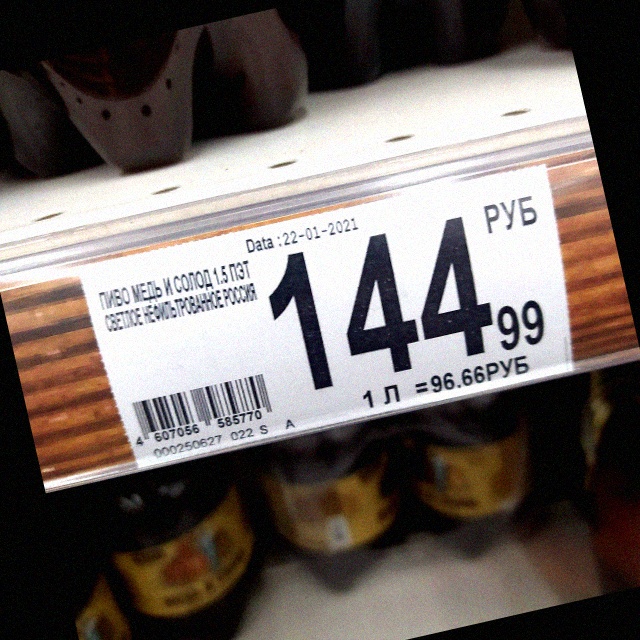 Data :22-01-2021
ПИВО МЕДЬ И СОЛОД 1.5 ПЭТ
СВЕТЛОЕ НЕФИЛЬТРОВАННОЕ РОССИЯ
144 99 РУБ
1 Л =96.66РУБ
4 607056 585770
000250627 022 S A